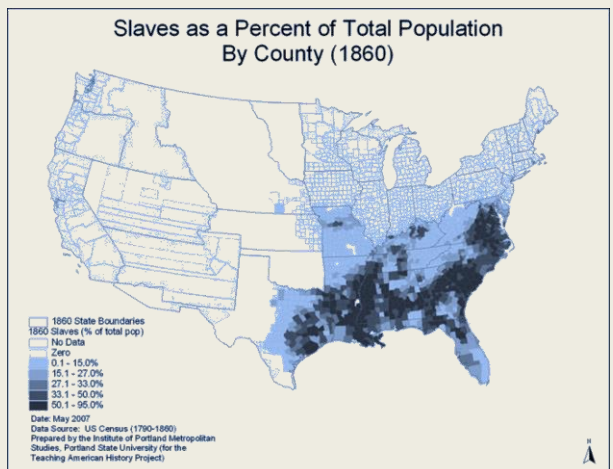 Slaves as a Percent of Total Population
By County (1860)
1860 State Boundaries
1860 Slaves (% of total pop)
No Data
Zero
0.1 - 15.0%
15.1 - 27.0%
27.1 - 33.0%
33.1 - 50.0%
50.1 - 95.0%
Date: May 2007
Data Source: US Census (1790-1860)
Prepared by the Institute of Portland Metropolitan
Studies, Portland State University (for the
Teaching American History Project)
N